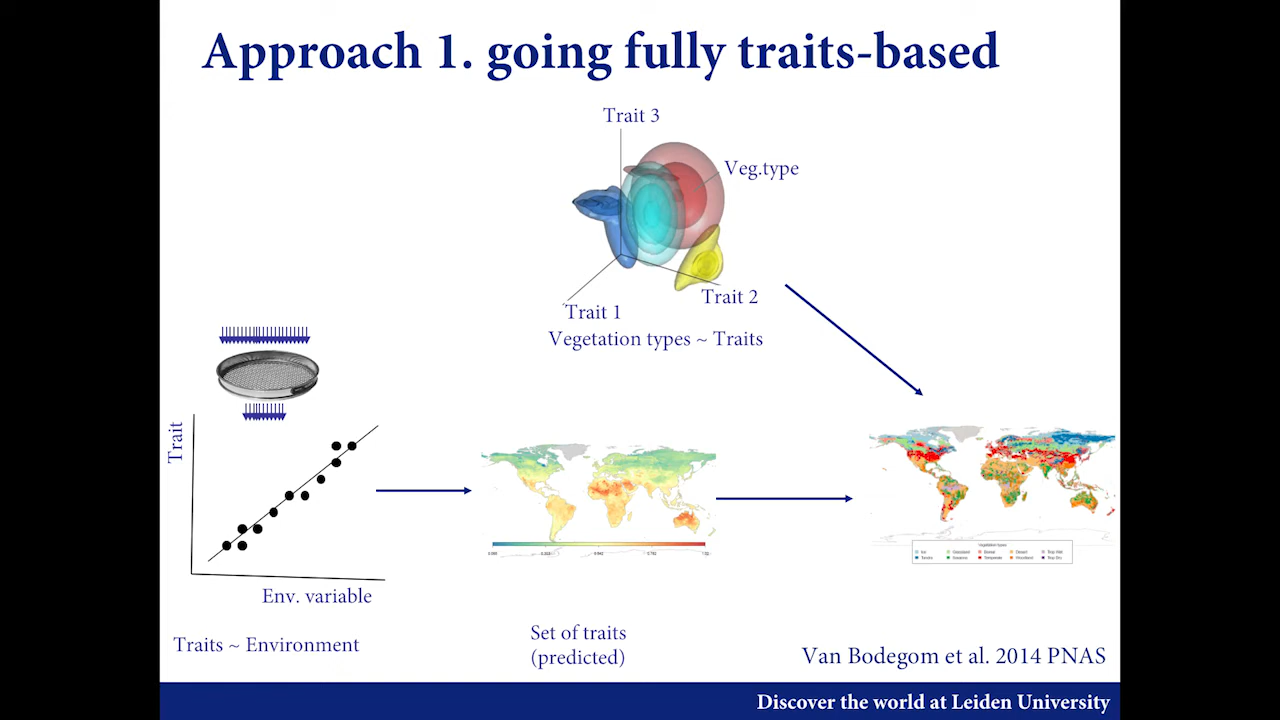 Approach 1. going fully traits-based
Trait 3
Veg.type
Trait 2
Trait 1
Vegetation types ~ Traits
Trait
Env. variable
Traits ~ Environment
Set of traits
(predicted)
Vegetation types
Van Bodegom et al. 2014 PNAS
Discover the world at Leiden University